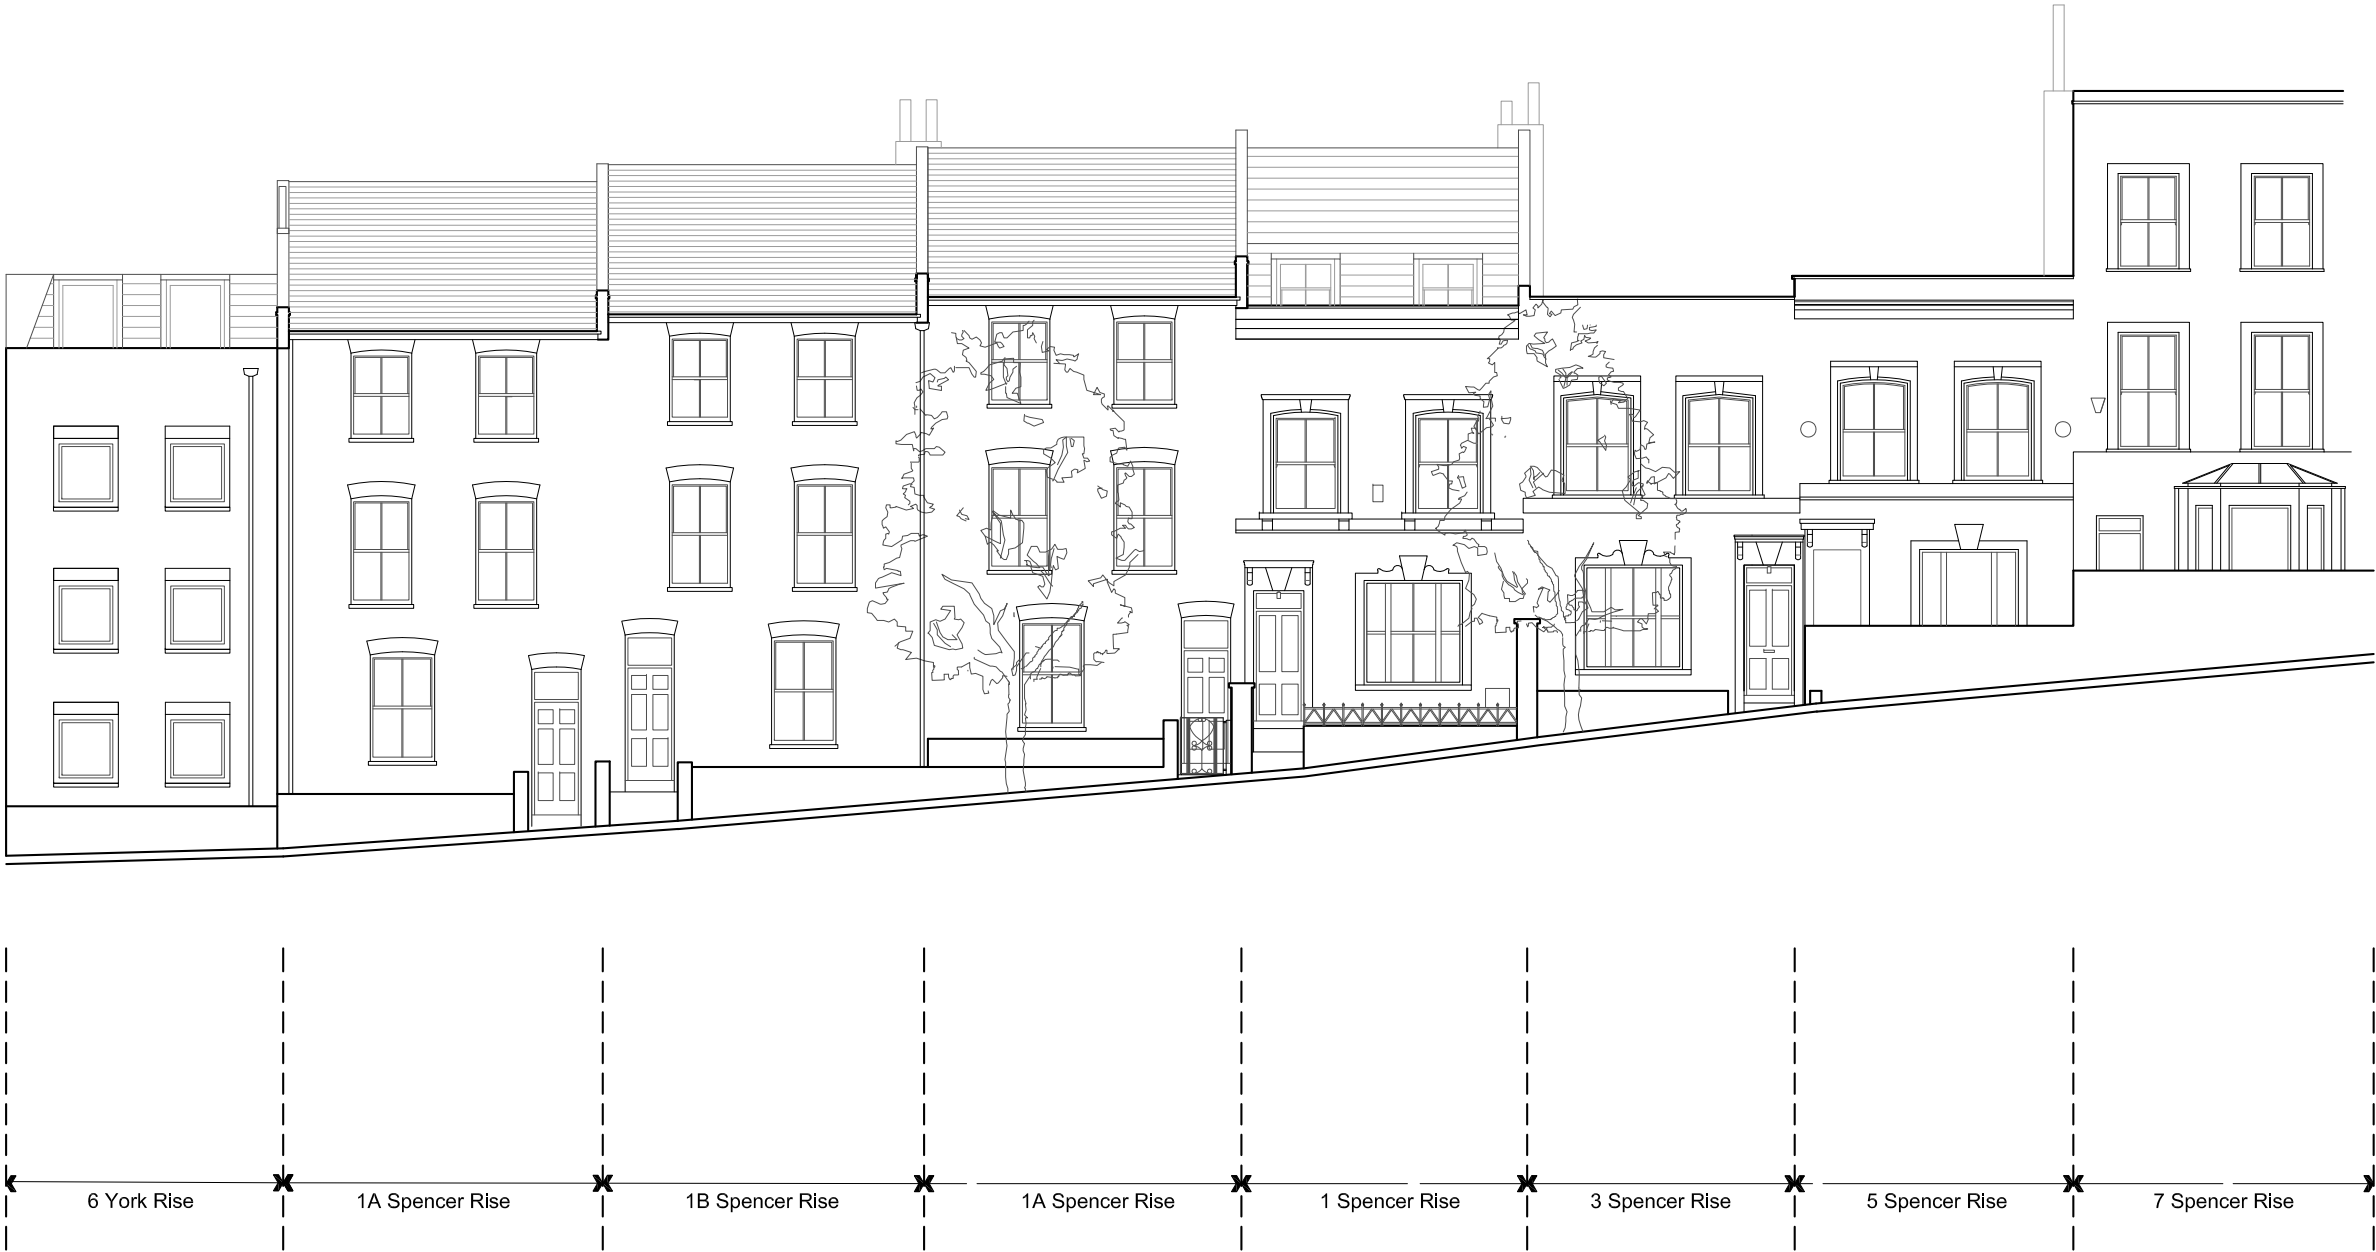 6 York Rise
1A Spencer Rise
1B Spencer Rise
1A Spencer Rise
1 Spencer Rise
3 Spencer Rise
5 Spencer Rise
7 Spencer Rise